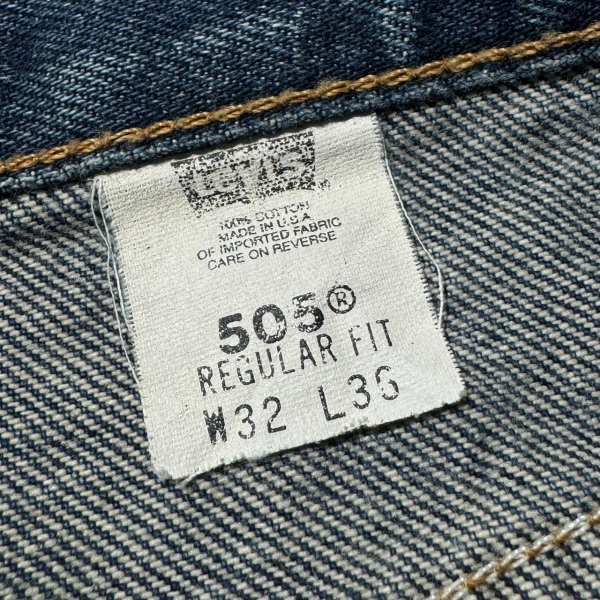 Levi's
100% COTTON
MADE IN U.S.A
OF IMPORTED FABRIC
CARE ON REVERSE
505®
REGULAR FIT
W32 L36